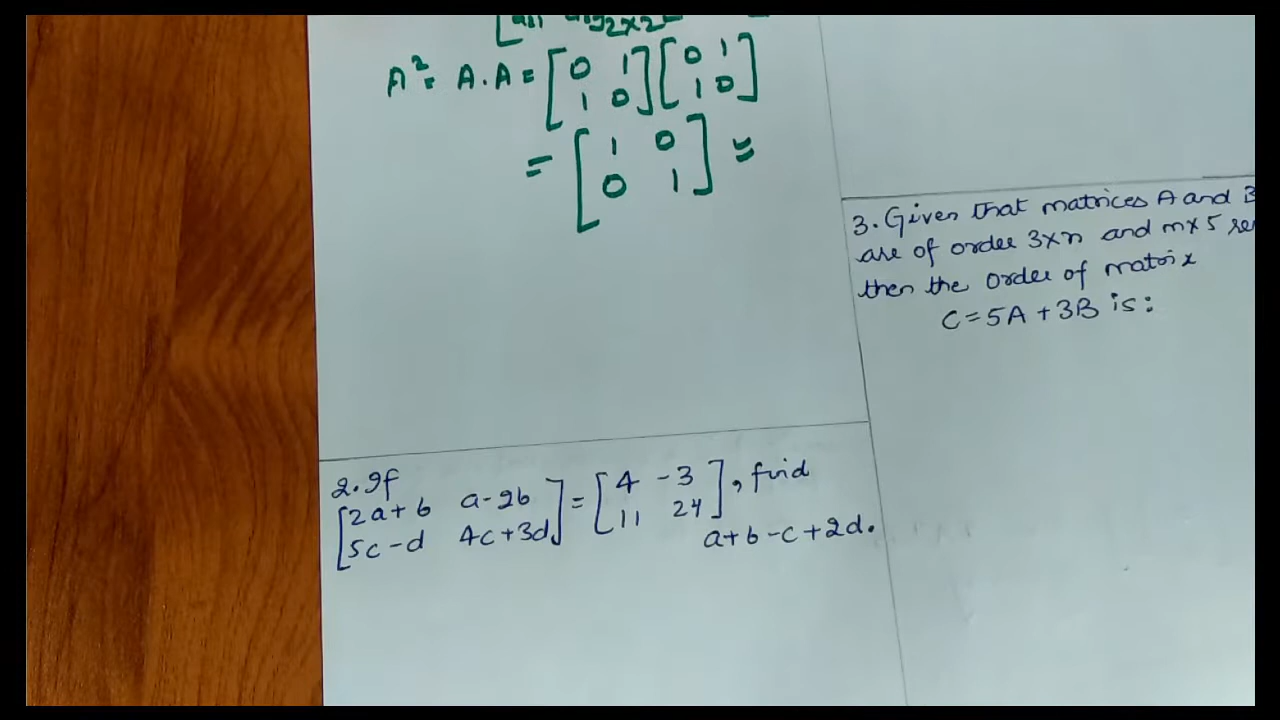 A² = A.A = [0 1 [0 1
1 0] 1 0]
= [1 0
0 1] =
2. If
[2a+b a-2b] = [4 -3], find
[5c-d 4c+3d] [11 24]
a+b-c+2d.
3. Given that matrices A and B
are of order 3×n and m×5
then the order of matrix
C=5A+3B is: